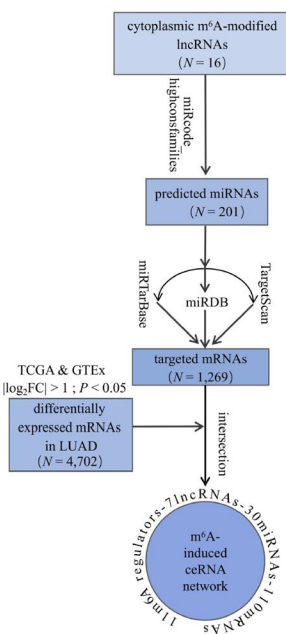 cytoplasmic m⁶A-modified
lncRNAs
(N = 16)
miRcode_
highconsfamilies
predicted miRNAs
(N = 201)
miRTarBase
miRDB
TargetScan
targeted mRNAs
(N = 1,269)
TCGA & GTEx
|log₂FC| > 1 ; P < 0.05
differentially
expressed mRNAs
in LUAD
(N = 4,702)
intersection
11m6A regulators-7lncRNAs-30miRNAs-110mRNAs
m⁶A-
induced
ceRNA
network